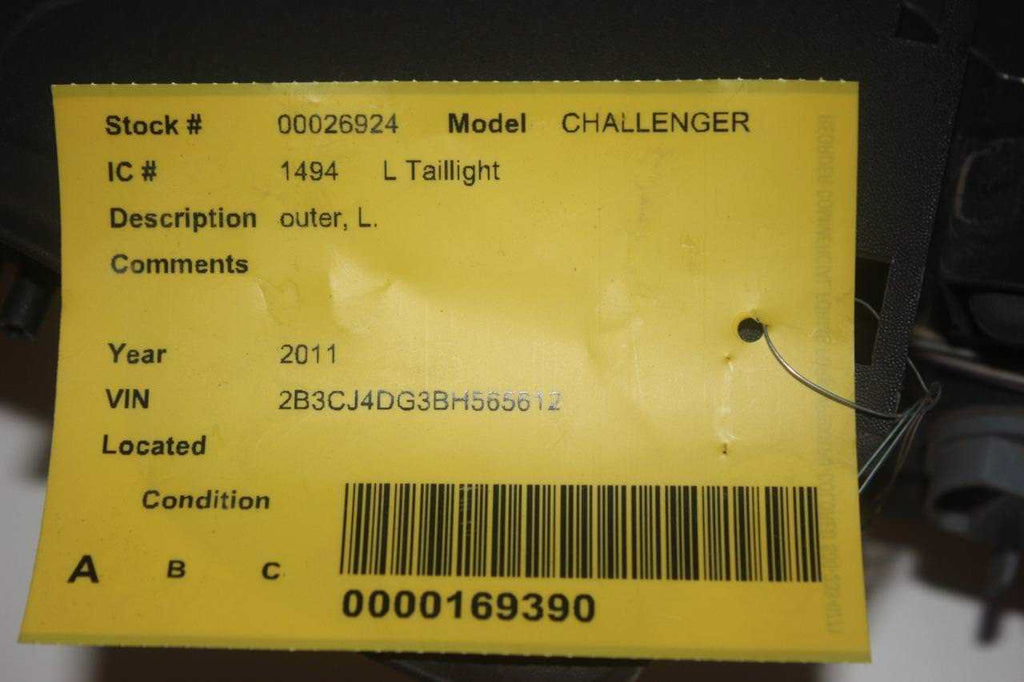 Stock # 00026924 Model CHALLENGER
IC # 1494 L Taillight
Description outer, L.
Comments
Year 2011
VIN 2B3CJ4DG3BH565612
Located
Condition
A B C
0000169390